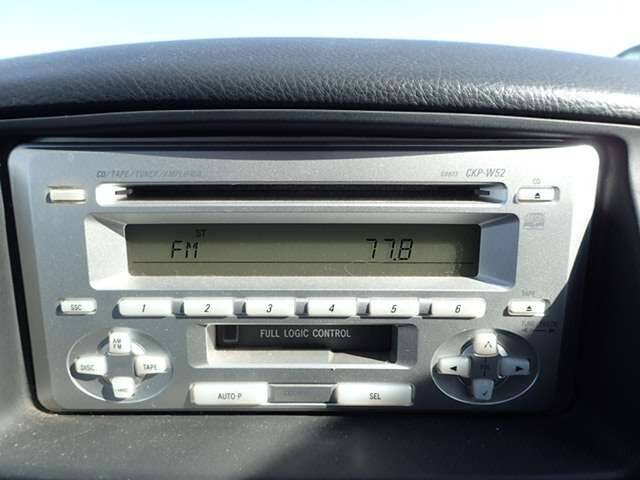 CD/TAPE/TUNER/AMPLIFIER CKP-W52
CD
ST
FM 77.8
SSC 1 2 3 4 5 6 TAPE
FULL LOGIC CONTROL
AM
FM
DISC TAPE
AUTO-P SEL